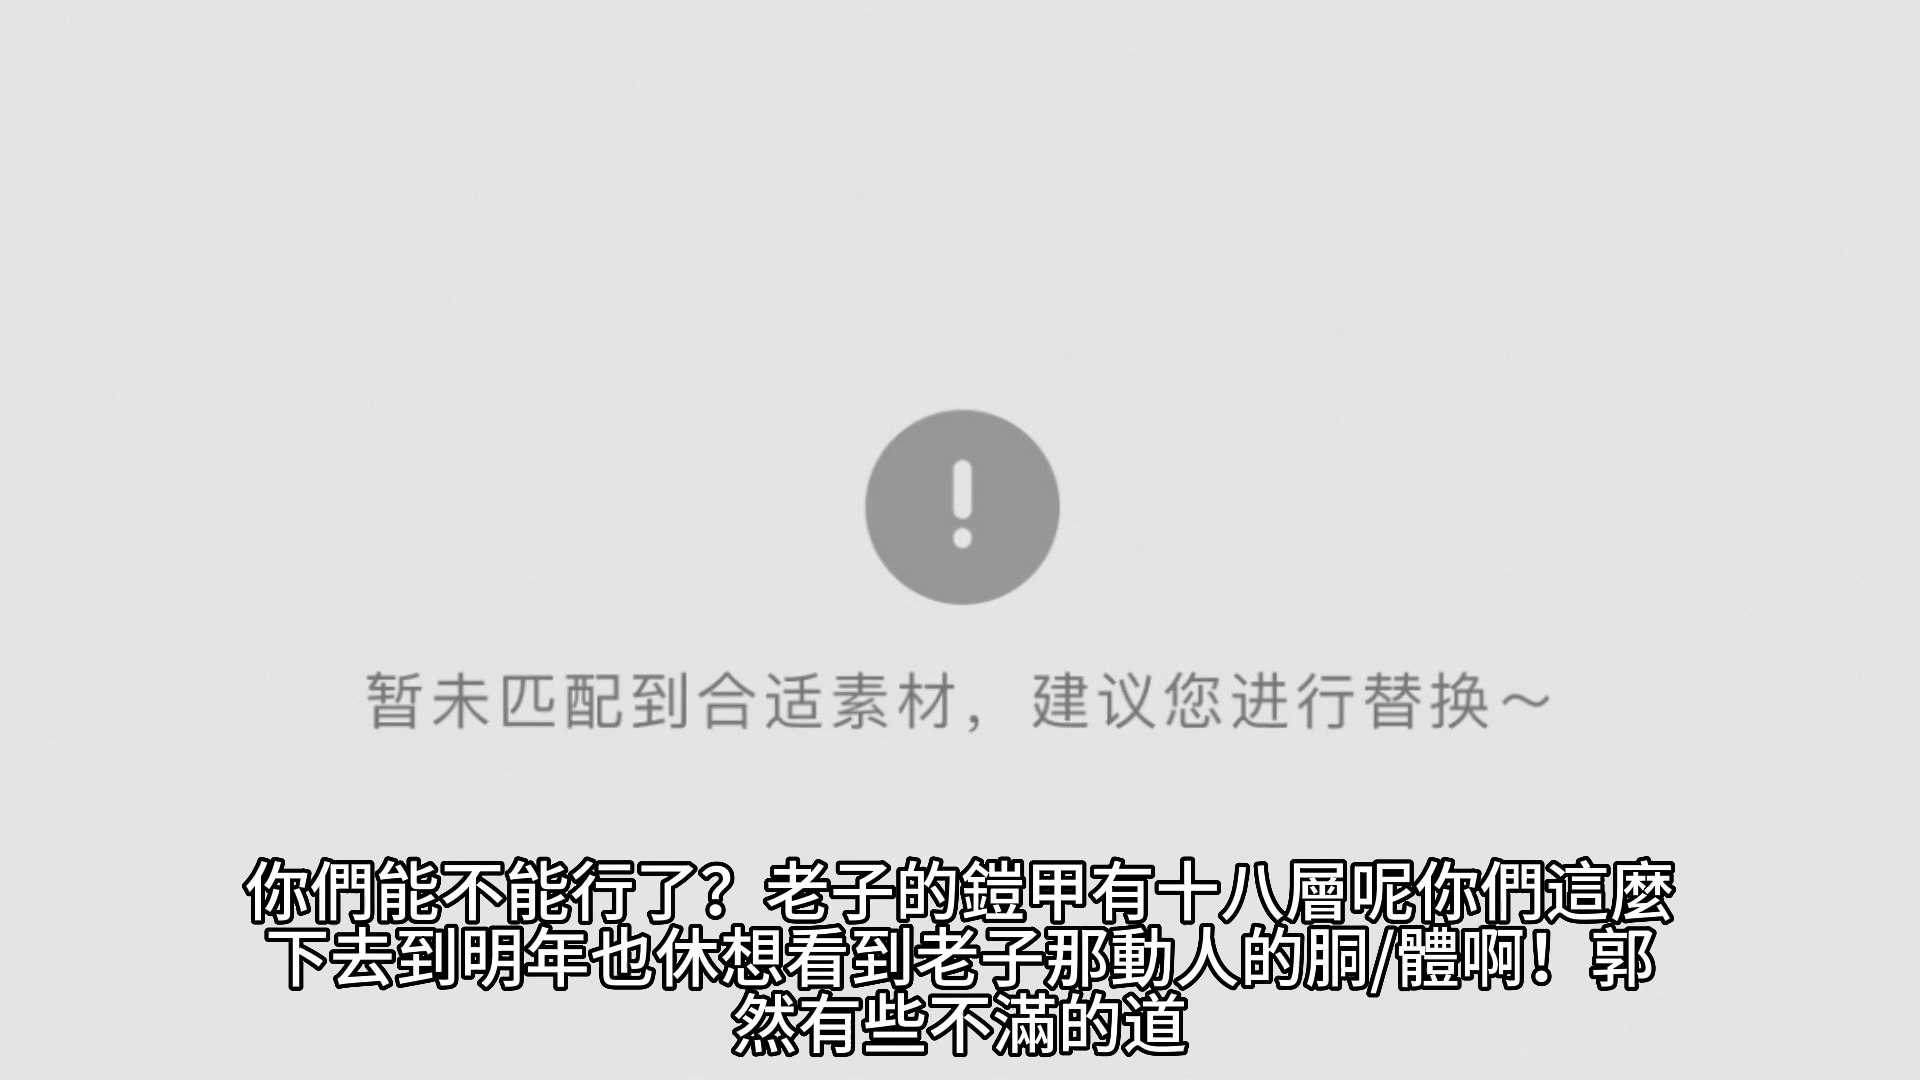 暂未匹配到合适素材，建议您进行替换～
你們能不能行了？老子的鎧甲有十八層呢你們這麼
下去到明年也休想看到老子那動人的胴/體啊！郭
然有些不滿的道